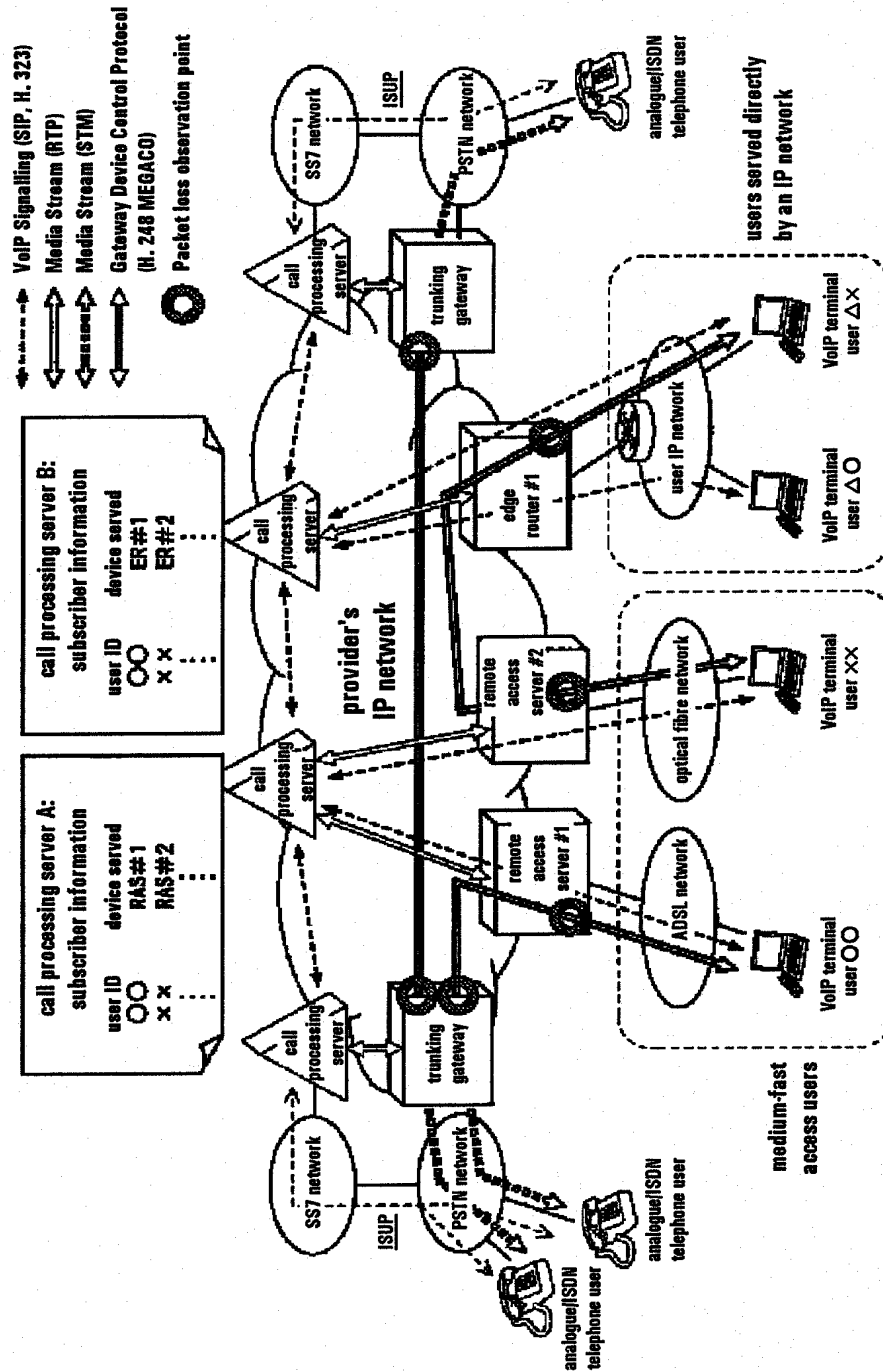 VoIP Signalling (SIP, H. 323)
Media Stream (RTP)
Media Stream (STM)
Gateway Device Control Protocol
(H. 248 MEGACO)
Packet loss observation point
call processing server A:
subscriber information
user ID device served
○○ RAS#1
×× RAS#2
call processing server B:
subscriber information
user ID device served
○○ ER#1
×× ER#2
SS7 network
call
processing
server
call
processing
server
call
processing
server
call
processing
server
SS7 network
ISUP
ISUP
provider's
IP network
PSTN network
trunking
gateway
remote
access
server #1
remote
access
server #2
edge
router #1
trunking
gateway
PSTN network
analogue/ISDN
telephone user
analogue/ISDN
telephone user
analogue/ISDN
telephone user
ADSL network
optical fibre network
user IP network
medium-fast
access users
users served directly
by an IP network
VoIP terminal
user ○○
VoIP terminal
user ××
VoIP terminal
user △○
VoIP terminal
user △×